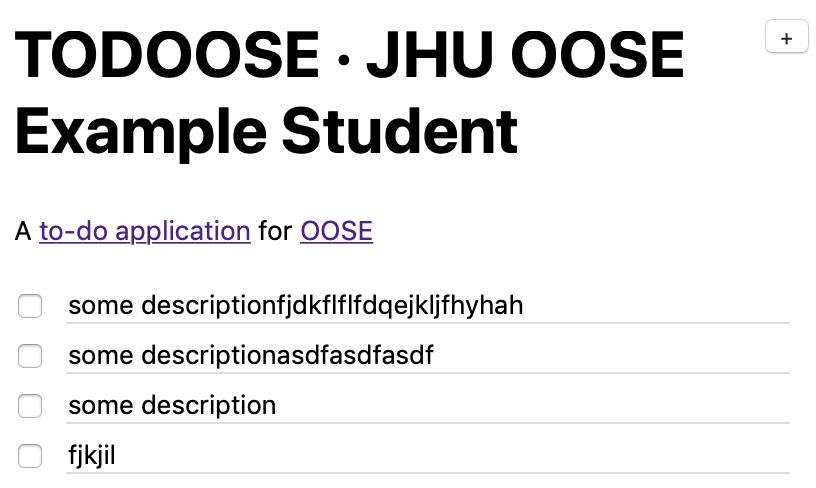 TODOOSE · JHU OOSE
+
Example Student
A to-do application for OOSE
some descriptionfjdkflflfdqejkljfhyhah
some descriptionasdfasdfasdf
some description
fjkjil